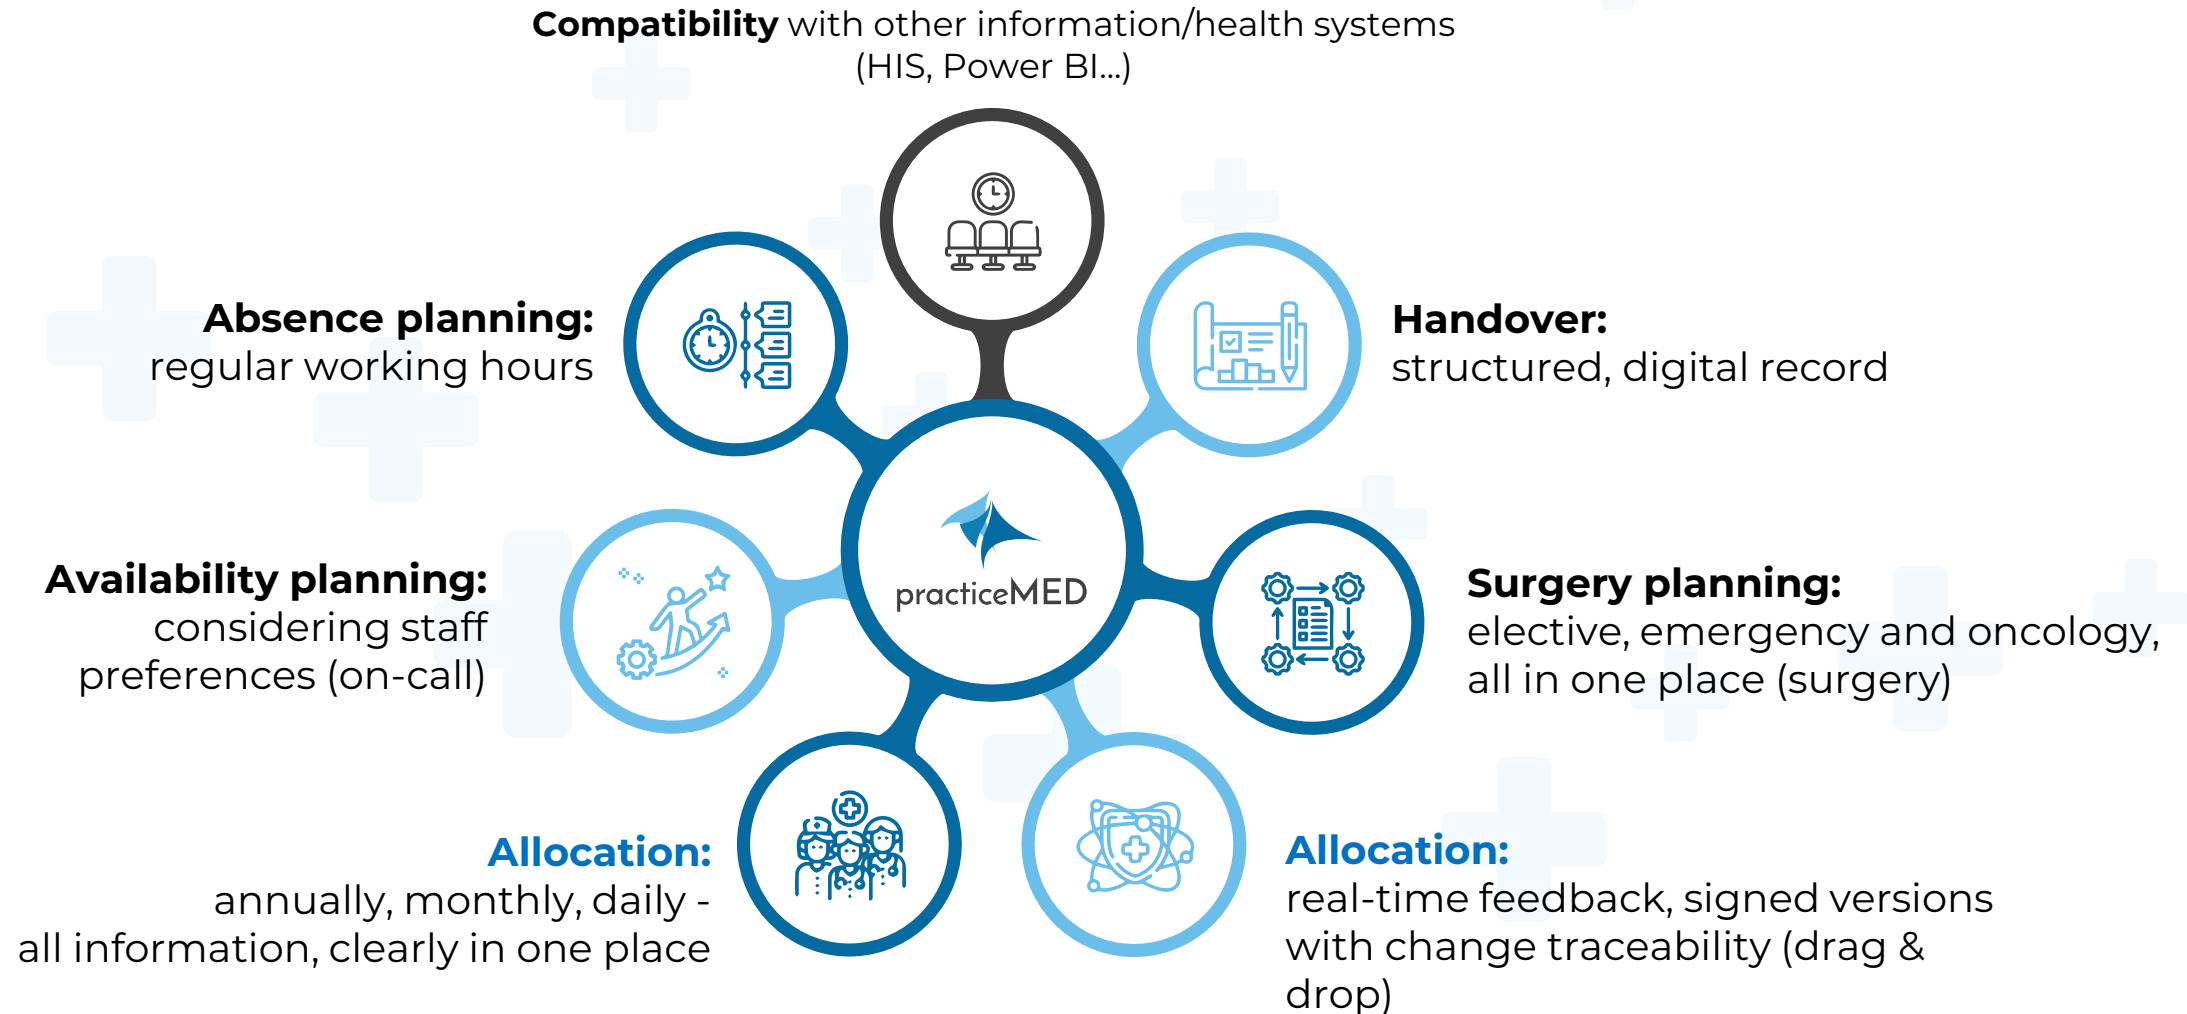 Compatibility with other information/health systems
(HIS, Power BI...)
Absence planning:
regular working hours
Handover:
structured, digital record
practiceMED
Availability planning:
considering staff
preferences (on-call)
Surgery planning:
elective, emergency and oncology,
all in one place (surgery)
Allocation:
annually, monthly, daily -
all information, clearly in one place
Allocation:
real-time feedback, signed versions
with change traceability (drag &
drop)